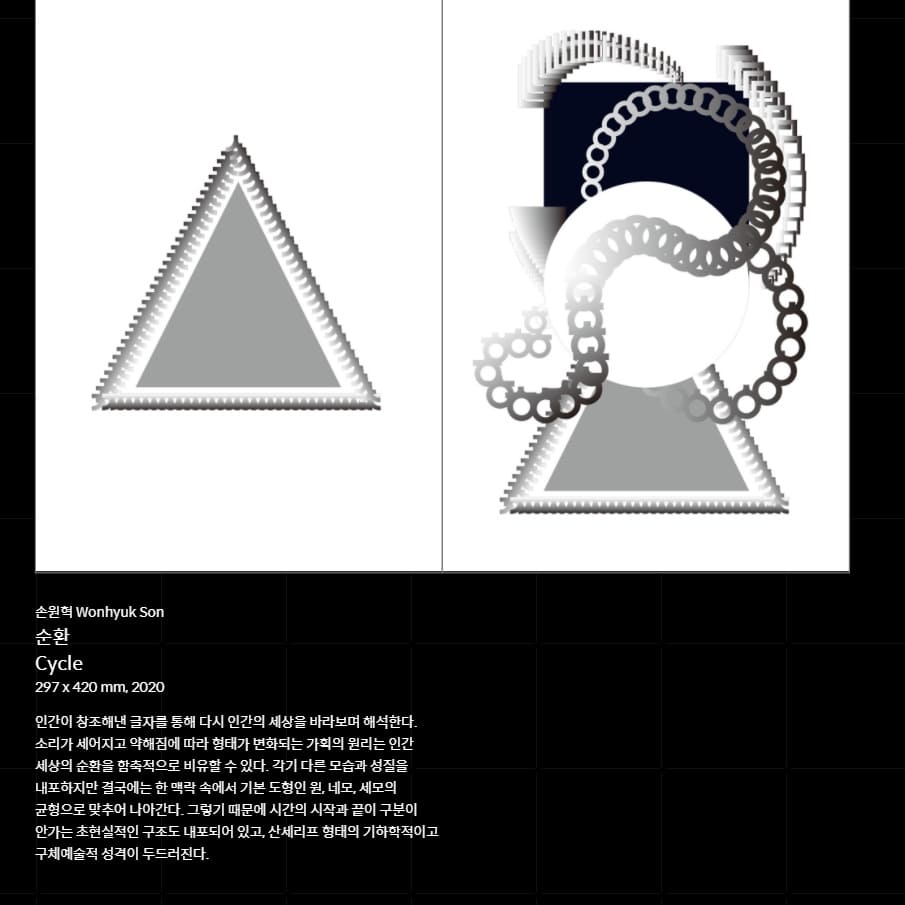 손원혁 Wonhyuk Son
순환
Cycle
297 x 420 mm, 2020
인간이 창조해낸 글자를 통해 다시 인간의 세상을 바라보며 해석한다.
소리가 세어지고 약해짐에 따라 형태가 변화되는 가획의 원리는 인간
세상의 순환을 함축적으로 비유할 수 있다. 각기 다른 모습과 성질을
내포하지만 결국에는 한 맥락 속에서 기본 도형인 원, 네모, 세모의
균형으로 맞추어 나아간다. 그렇기 때문에 시간의 시작과 끝이 구분이
안가는 초현실적인 구조도 내포되어 있고, 산세리프 형태의 기하학적이고
구체예술적 성격이 두드러진다.